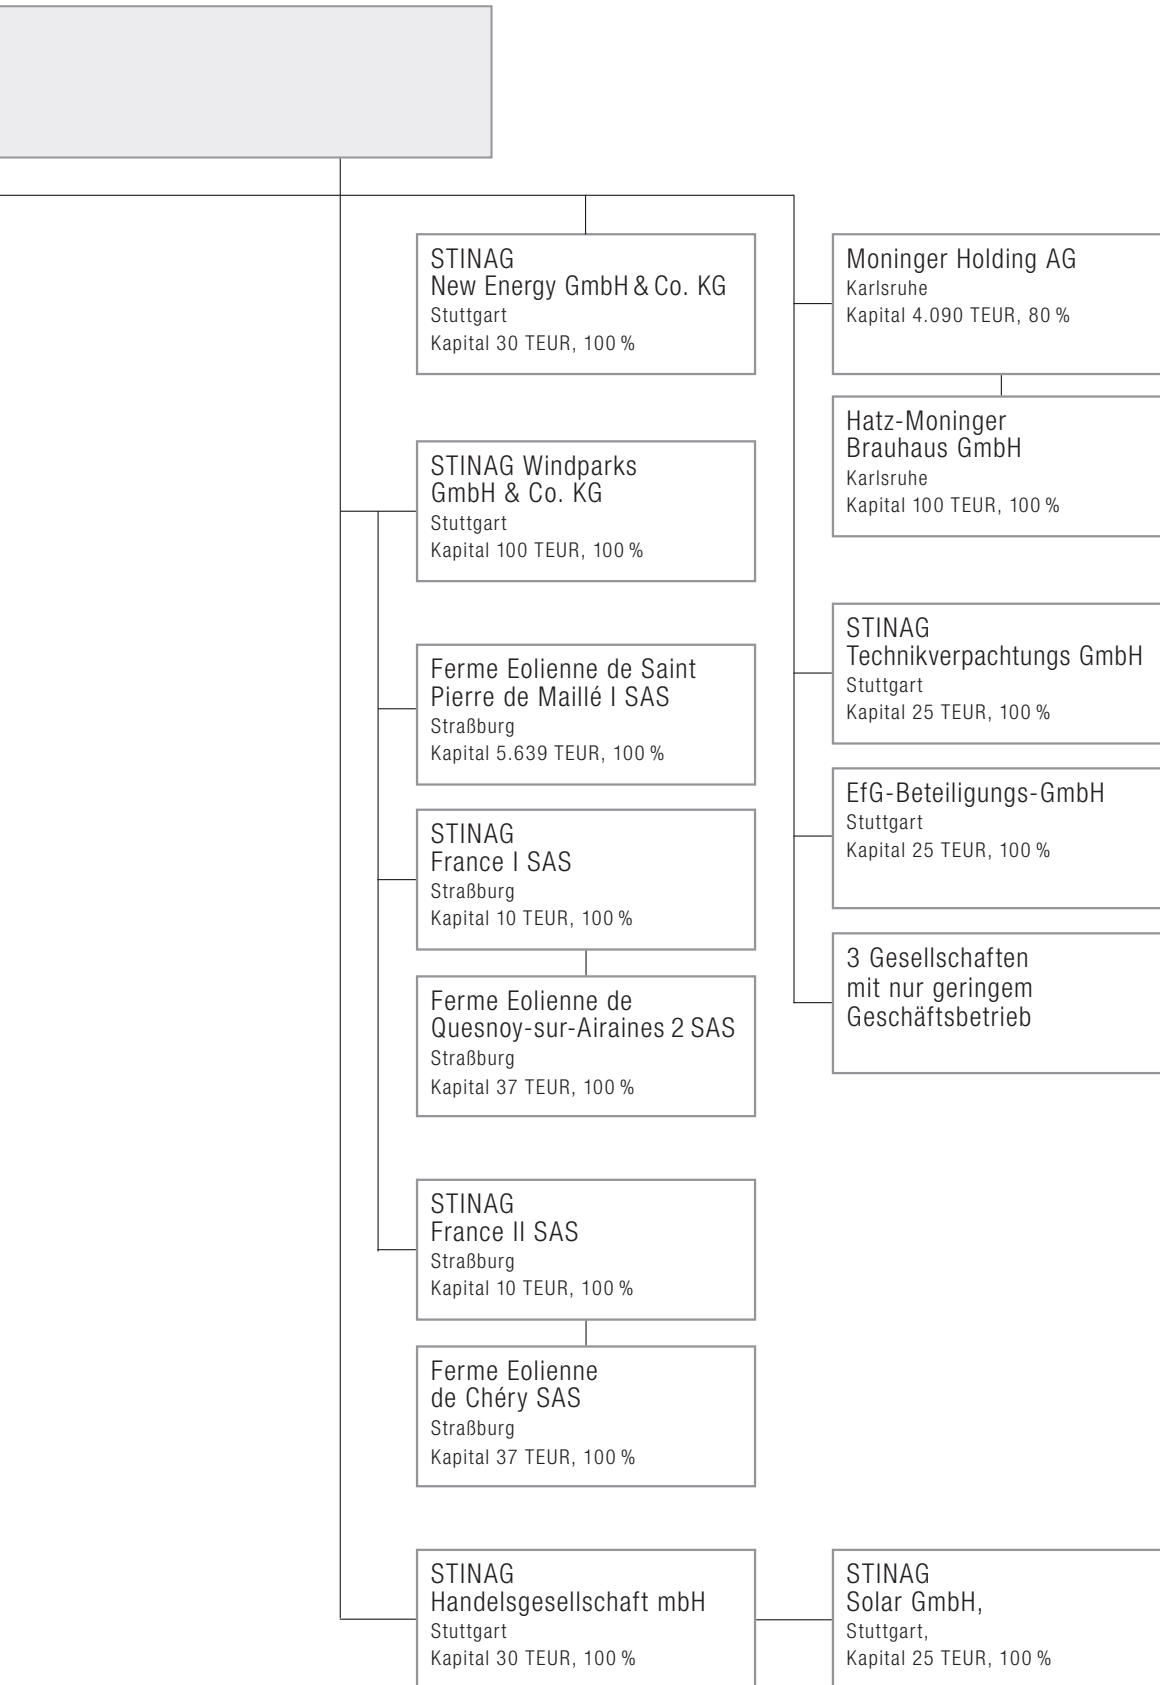 STINAG
New Energy GmbH & Co. KG
Stuttgart
Kapital 30 TEUR, 100 %
STINAG Windparks
GmbH & Co. KG
Stuttgart
Kapital 100 TEUR, 100 %
Ferme Eolienne de Saint
Pierre de Maillé I SAS
Straßburg
Kapital 5.639 TEUR, 100 %
STINAG
France I SAS
Straßburg
Kapital 10 TEUR, 100 %
Ferme Eolienne de
Quesnoy-sur-Airaines 2 SAS
Straßburg
Kapital 37 TEUR, 100 %
STINAG
France II SAS
Straßburg
Kapital 10 TEUR, 100 %
Ferme Eolienne
de Chéry SAS
Straßburg
Kapital 37 TEUR, 100 %
STINAG
Handelsgesellschaft mbH
Stuttgart
Kapital 30 TEUR, 100 %
Moninger Holding AG
Karlsruhe
Kapital 4.090 TEUR, 80 %
Hatz-Moninger
Brauhaus GmbH
Karlsruhe
Kapital 100 TEUR, 100 %
STINAG
Technikverpachtungs GmbH
Stuttgart
Kapital 25 TEUR, 100 %
EfG-Beteiligungs-GmbH
Stuttgart
Kapital 25 TEUR, 100 %
3 Gesellschaften
mit nur geringem
Geschäftsbetrieb
STINAG
Solar GmbH,
Stuttgart,
Kapital 25 TEUR, 100 %